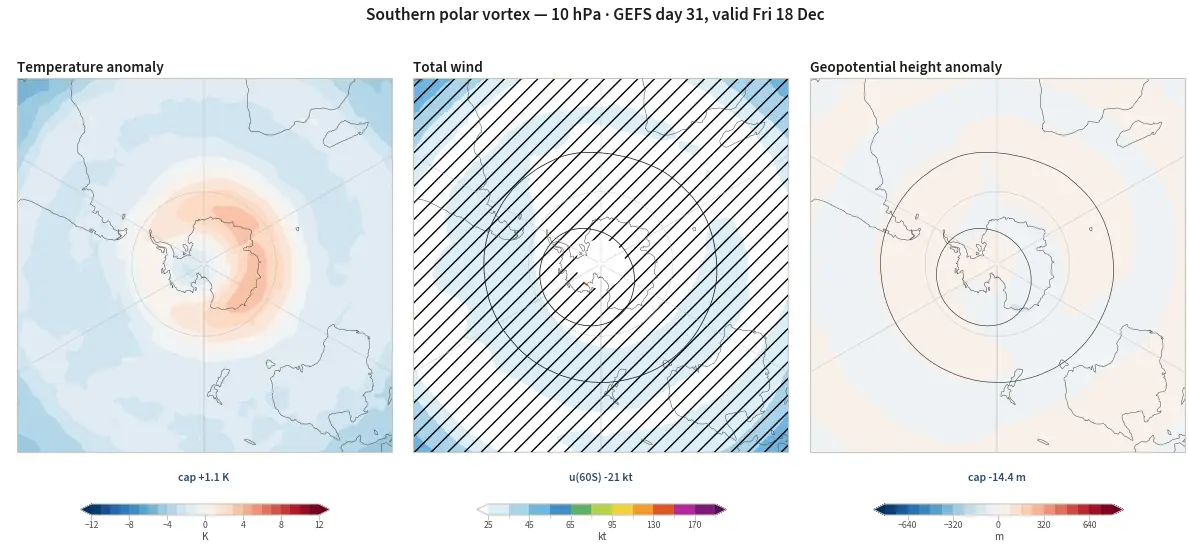 Southern polar vortex — 10 hPa · GEFS day 31, valid Fri 18 Dec
Temperature anomaly
Total wind
Geopotential height anomaly
cap +1.1 K
u(60S) -21 kt
cap -14.4 m
−12 −8 −4 0 4 8 12
K
25 45 65 95 130 170
kt
−640 −320 0 320 640
m